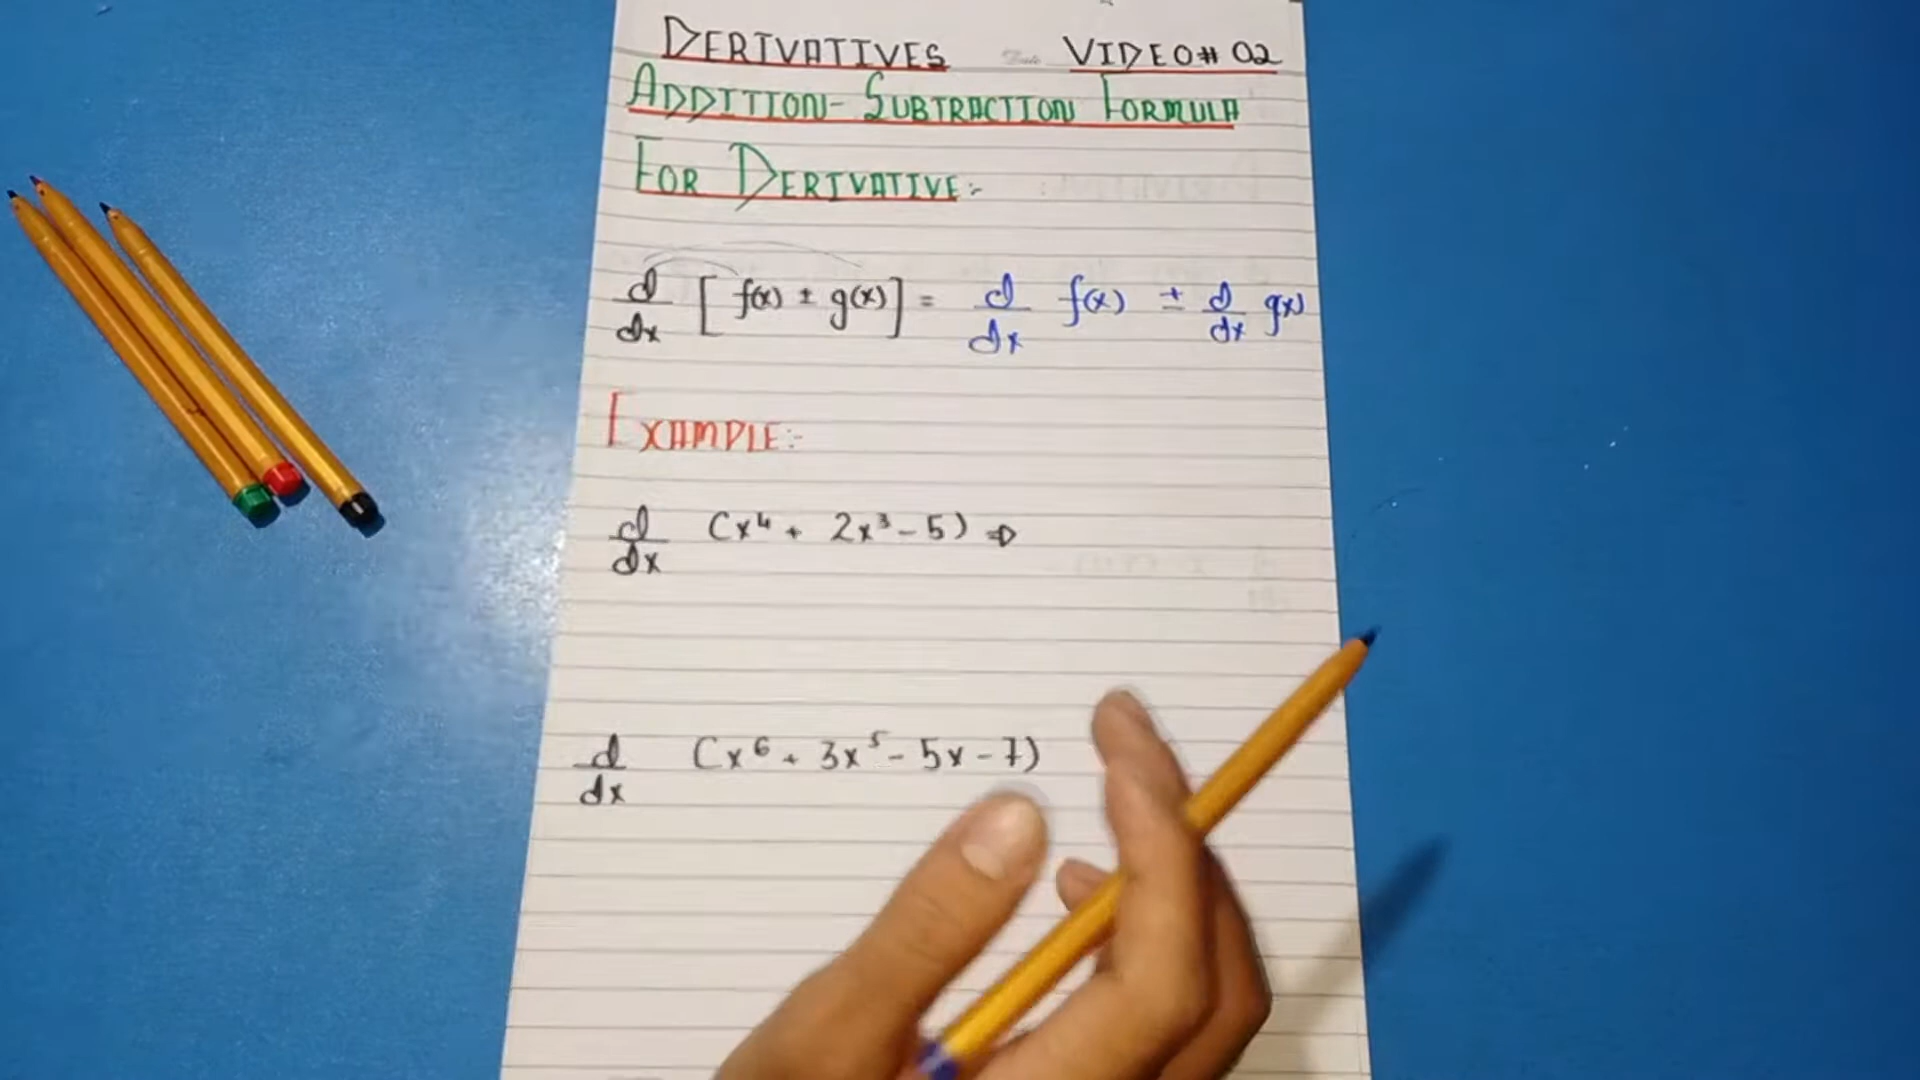 DERIVATIVES Date VIDEO# 02
ADDITION- SUBTRACTION FORMULA
FOR DERIVATIVE:-
d/dx [f(x) ± g(x)] = d/dx f(x) ± d/dx g(x)
EXAMPLE:-
d/dx (x⁴ + 2x³ - 5) ⇒
d/dx (x⁶ + 3x⁵ - 5x - 7)